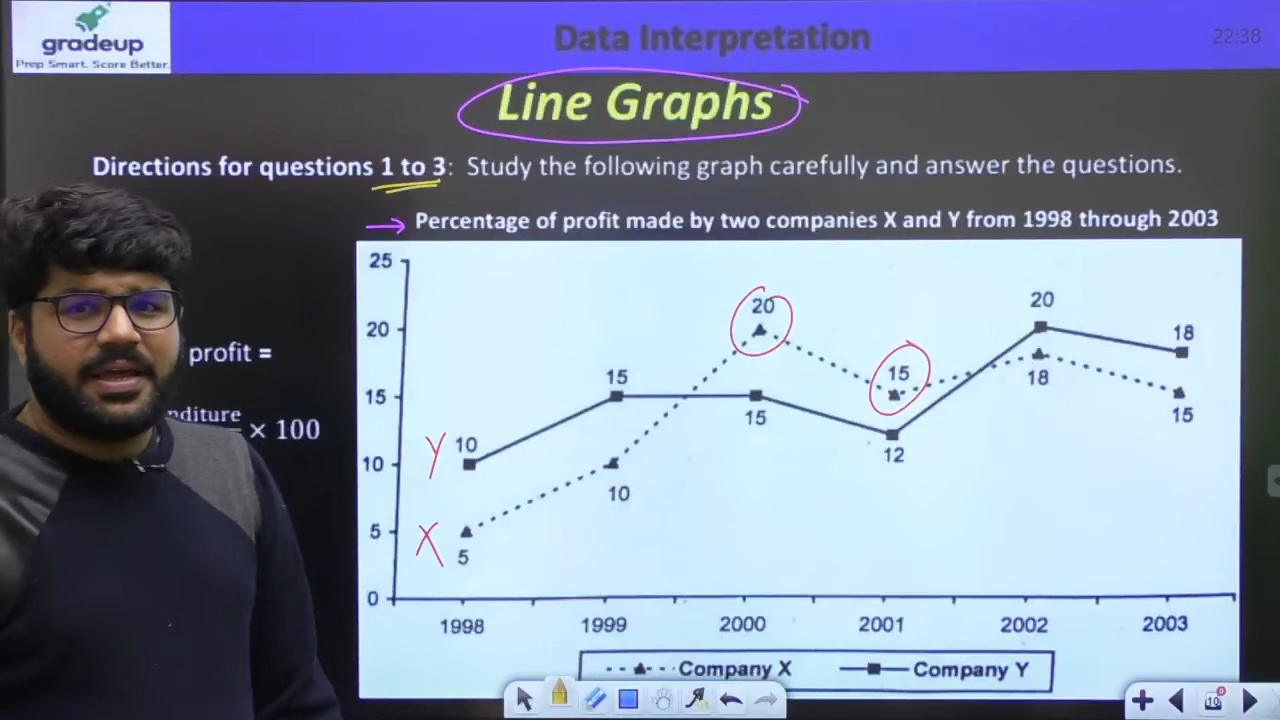 gradeup
Prep Smart. Score Better.
Data Interpretation
22:38
Line Graphs
Directions for questions 1 to 3: Study the following graph carefully and answer the questions.
Percentage of profit made by two companies X and Y from 1998 through 2003
profit =
nditure
× 100
25
20
15
10
5
0
Y
X
10
15
15
12
20
18
5
10
20
15
18
15
1998 1999 2000 2001 2002 2003
Company X Company Y
10